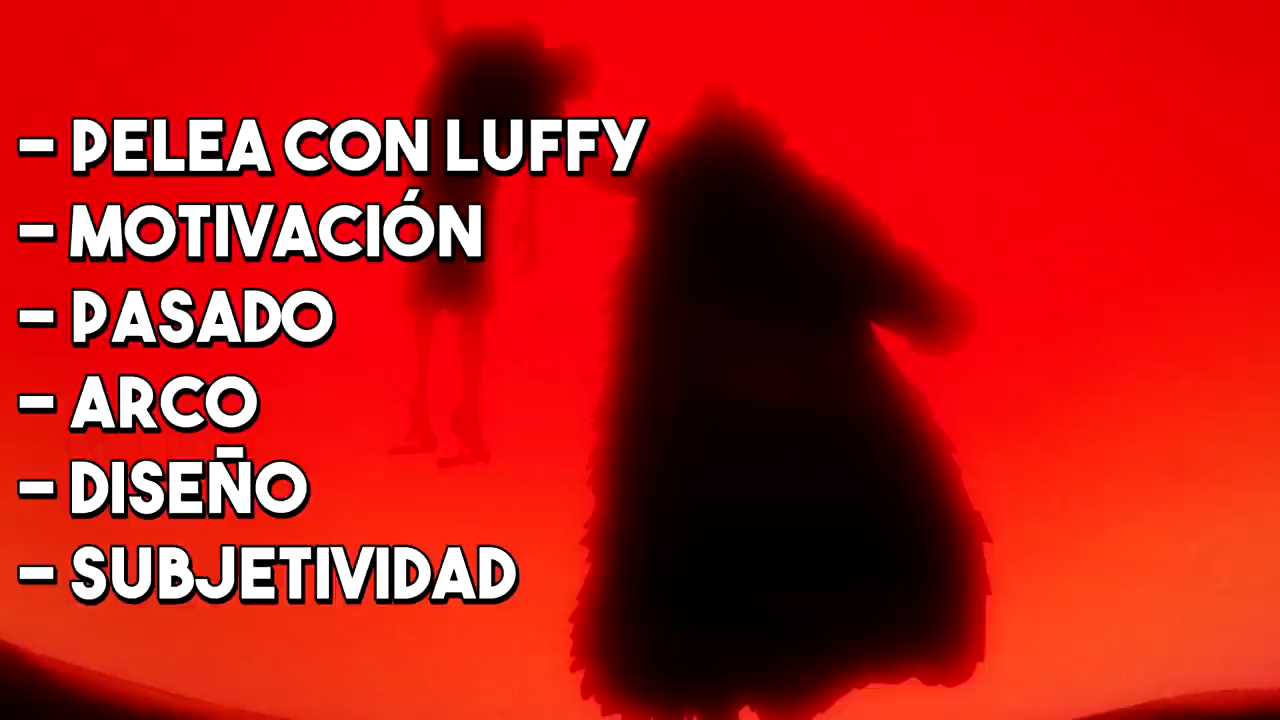 - PELEA CON LUFFY
- MOTIVACIÓN
- PASADO
- ARCO
- DISEÑO
- SUBJETIVIDAD